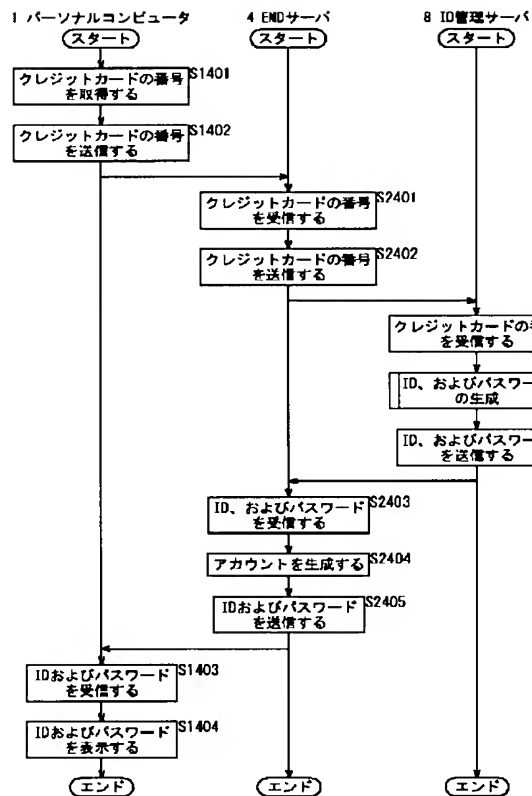 1 パーソナルコンピュータ
4 EMDサーバ
8 ID管理サーバ
スタート
スタート
スタート
クレジットカードの番号
を取得する
S1401
クレジットカードの番号
を送信する
S1402
クレジットカードの番号
を受信する
S2401
クレジットカードの番号
を送信する
S2402
クレジットカードの番
を受信する
ID、およびパスワー
の生成
ID、およびパスワー
を送信する
ID、およびパスワード
を受信する
S2403
アカウントを生成する
S2404
IDおよびパスワード
を送信する
S2405
IDおよびパスワード
を受信する
S1403
IDおよびパスワード
を表示する
S1404
エンド
エンド
エンド